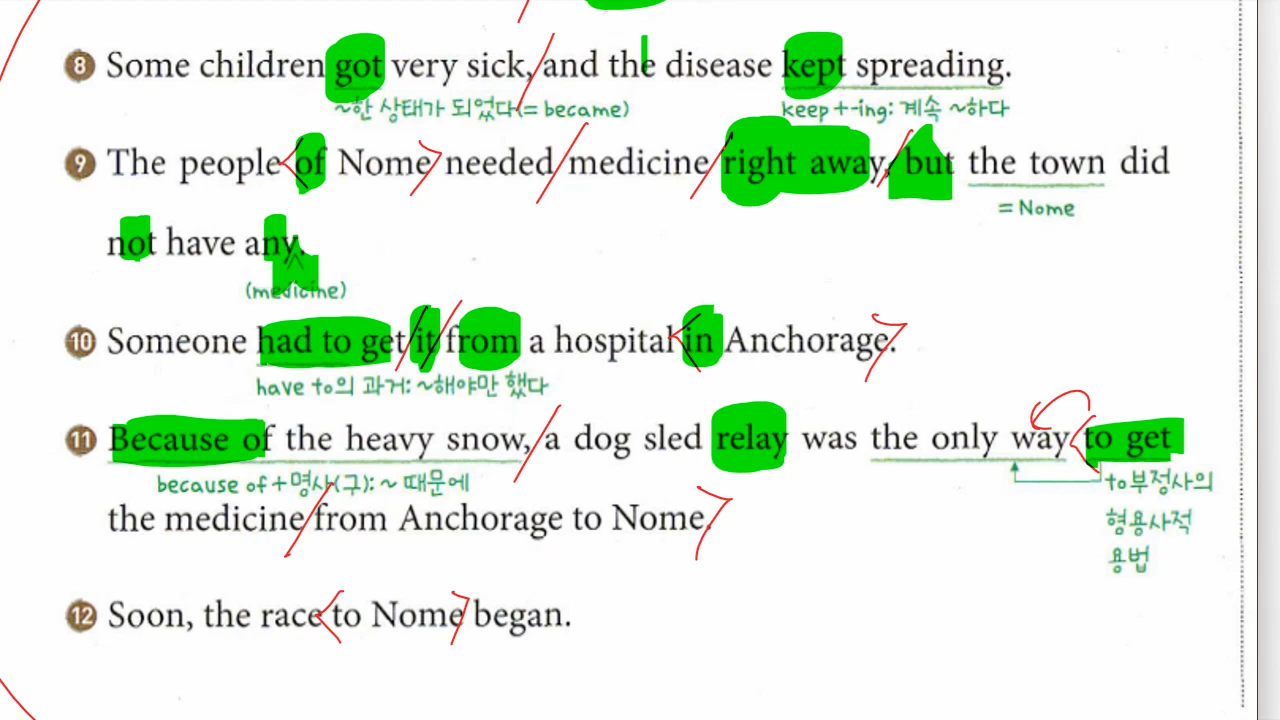 8 Some children got very sick, and the disease kept spreading.
~한 상태가 되었다(= became) keep +-ing: 계속 ~하다
9 The people of Nome needed medicine right away, but the town did
= Nome
not have any.
(medicine)
10 Someone had to get it from a hospital in Anchorage.
have to의 과거: ~해야만 했다
11 Because of the heavy snow, a dog sled relay was the only way to get
because of + 명사(구): ~ 때문에 to부정사의
the medicine from Anchorage to Nome.
형용사적
용법
12 Soon, the race to Nome began.